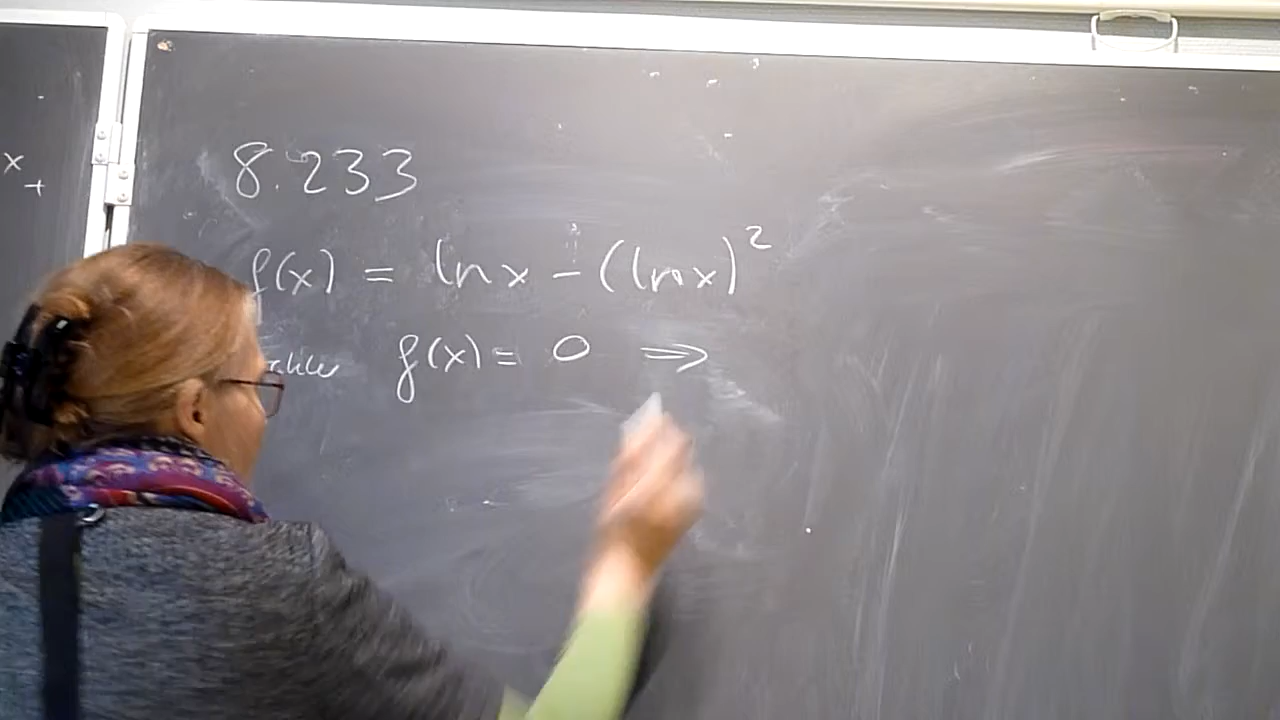 x
+
8.233
f(x) = ln x - (ln x)²
f(x) = 0 ⇒